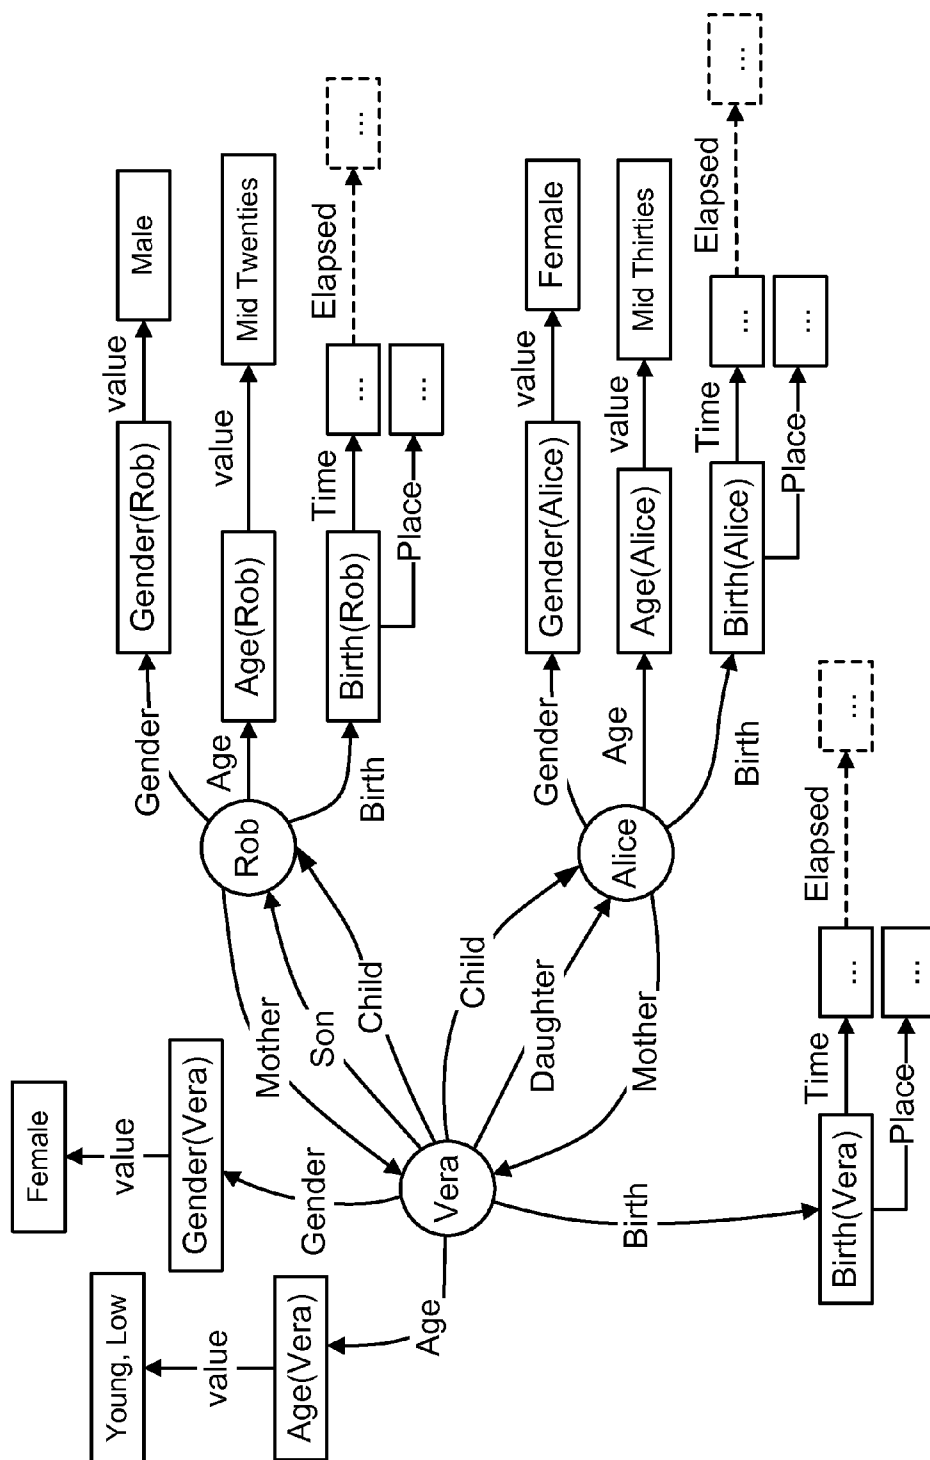 Young, Low
value
Age(Vera)
Age
Female
value
Gender(Vera)
Gender
Vera
Birth
Birth(Vera)
Time
...
Elapsed
...
Place
...
Mother
Son
Child
Child
Daughter
Mother
Rob
Gender
Gender(Rob)
value
Male
Age
Age(Rob)
value
Mid Twenties
Birth
Birth(Rob)
Time
...
Elapsed
...
Place
...
Alice
Gender
Gender(Alice)
value
Female
Age
Age(Alice)
value
Mid Thirties
Birth
Birth(Alice)
Time
...
Elapsed
...
Place
...